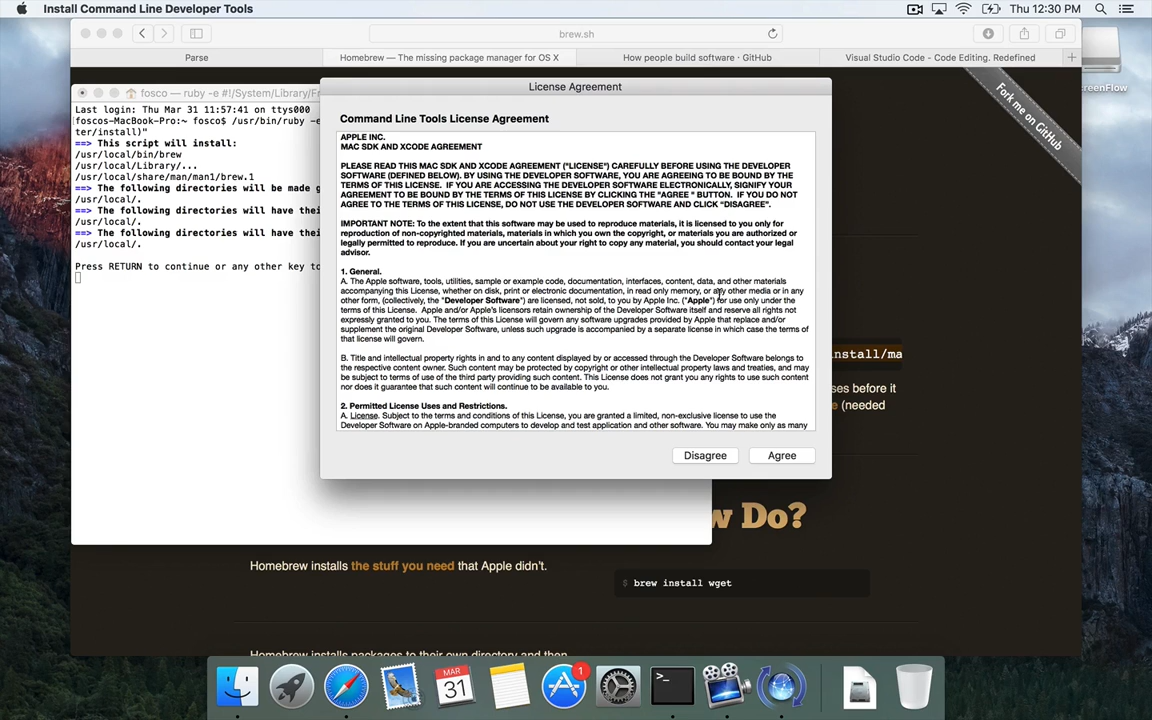 Install Command Line Developer Tools
Thu 12:30 PM
brew.sh
Parse
Homebrew — The missing package manager for OS X
How people build software · GitHub
Visual Studio Code - Code Editing. Redefined
fosco — ruby -e #!/System/Library/Fr
Last login: Thu Mar 31 11:57:41 on ttys000
foscos-MacBook-Pro:~ fosco$ /usr/bin/ruby -e
ter/install)"
==> This script will install:
/usr/local/bin/brew
/usr/local/Library/...
/usr/local/share/man/man1/brew.1
==> The following directories will be made g
/usr/local/.
==> The following directories will have thei
/usr/local/.
==> The following directories will have thei
/usr/local/.
Press RETURN to continue or any other key to
License Agreement
Command Line Tools License Agreement
APPLE INC.
MAC SDK AND XCODE AGREEMENT
PLEASE READ THIS MAC SDK AND XCODE AGREEMENT ("LICENSE") CAREFULLY BEFORE USING THE DEVELOPER
SOFTWARE (DEFINED BELOW). BY USING THE DEVELOPER SOFTWARE, YOU ARE AGREEING TO BE BOUND BY THE
TERMS OF THIS LICENSE. IF YOU ARE ACCESSING THE DEVELOPER SOFTWARE ELECTRONICALLY, SIGNIFY YOUR
AGREEMENT TO BE BOUND BY THE TERMS OF THIS LICENSE BY CLICKING THE "AGREE " BUTTON. IF YOU DO NOT
AGREE TO THE TERMS OF THIS LICENSE, DO NOT USE THE DEVELOPER SOFTWARE AND CLICK “DISAGREE”.
IMPORTANT NOTE: To the extent that this software may be used to reproduce materials, it is licensed to you only for
reproduction of non-copyrighted materials, materials in which you own the copyright, or materials you are authorized or
legally permitted to reproduce. If you are uncertain about your right to copy any material, you should contact your legal
advisor.
1. General.
A. The Apple software, tools, utilities, sample or example code, documentation, interfaces, content, data, and other materials
accompanying this License, whether on disk, print or electronic documentation, in read only memory, or any other media or in any
other form, (collectively, the "Developer Software") are licensed, not sold, to you by Apple Inc. ("Apple") for use only under the
terms of this License. Apple and/or Apple's licensors retain ownership of the Developer Software itself and reserve all rights not
expressly granted to you. The terms of this License will govern any software upgrades provided by Apple that replace and/or
supplement the original Developer Software, unless such upgrade is accompanied by a separate license in which case the terms of
that license will govern.
B. Title and intellectual property rights in and to any content displayed by or accessed through the Developer Software belongs to
the respective content owner. Such content may be protected by copyright or other intellectual property laws and treaties, and may
be subject to terms of use of the third party providing such content. This License does not grant you any rights to use such content
nor does it guarantee that such content will continue to be available to you.
2. Permitted License Uses and Restrictions.
A. License. Subject to the terms and conditions of this License, you are granted a limited, non-exclusive license to use the
Developer Software on Apple-branded computers to develop and test application and other software. You may make only as many
Disagree
Agree
Fork me on GitHub
reenFlow
nstall/ma
ses before it
e (needed
w Do?
Homebrew installs the stuff you need that Apple didn't.
$ brew install wget
Homebrew installs packages to their own directory and then
MAR
31
1
>_